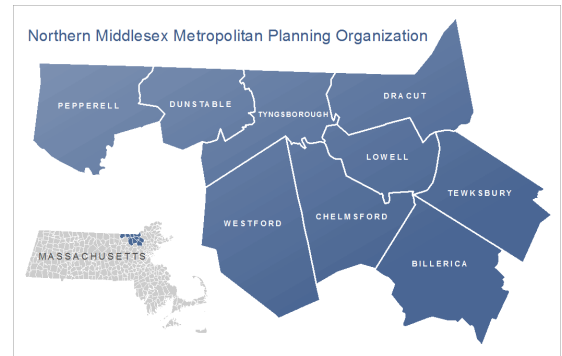 Northern Middlesex Metropolitan Planning Organization
PEPPERELL
DUNSTABLE
TYNGSBOROUGH
DRACUT
LOWELL
TEWKSBURY
WESTFORD
CHELMSFORD
BILLERICA
MASSACHUSETTS